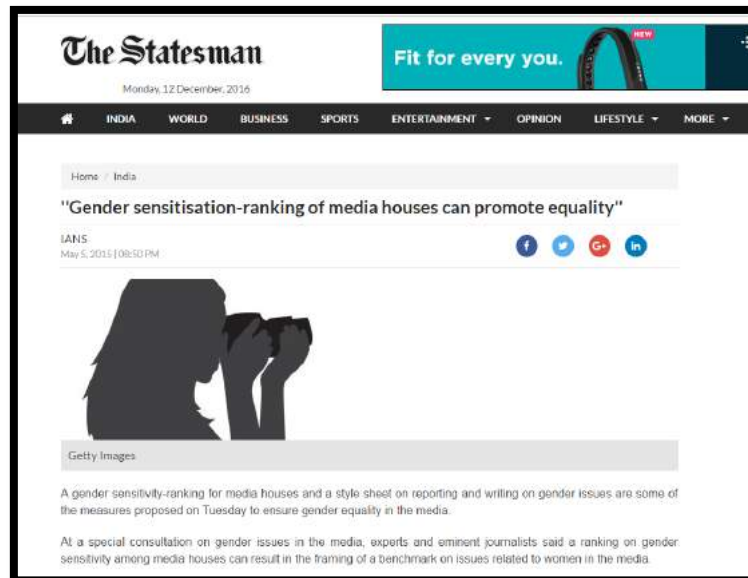 The Statesman
Monday, 12 December, 2016
Fit for every you.
NEW
INDIA WORLD BUSINESS SPORTS ENTERTAINMENT OPINION LIFESTYLE MORE
Home / India
"Gender sensitisation-ranking of media houses can promote equality"
IANS
May 5, 2015 | 08:50 PM
f G+ in
Getty Images
A gender sensitivity-ranking for media houses and a style sheet on reporting and writing on gender issues are some of
the measures proposed on Tuesday to ensure gender equality in the media.
At a special consultation on gender issues in the media, experts and eminent journalists said a ranking on gender
sensitivity among media houses can result in the framing of a benchmark on issues related to women in the media.